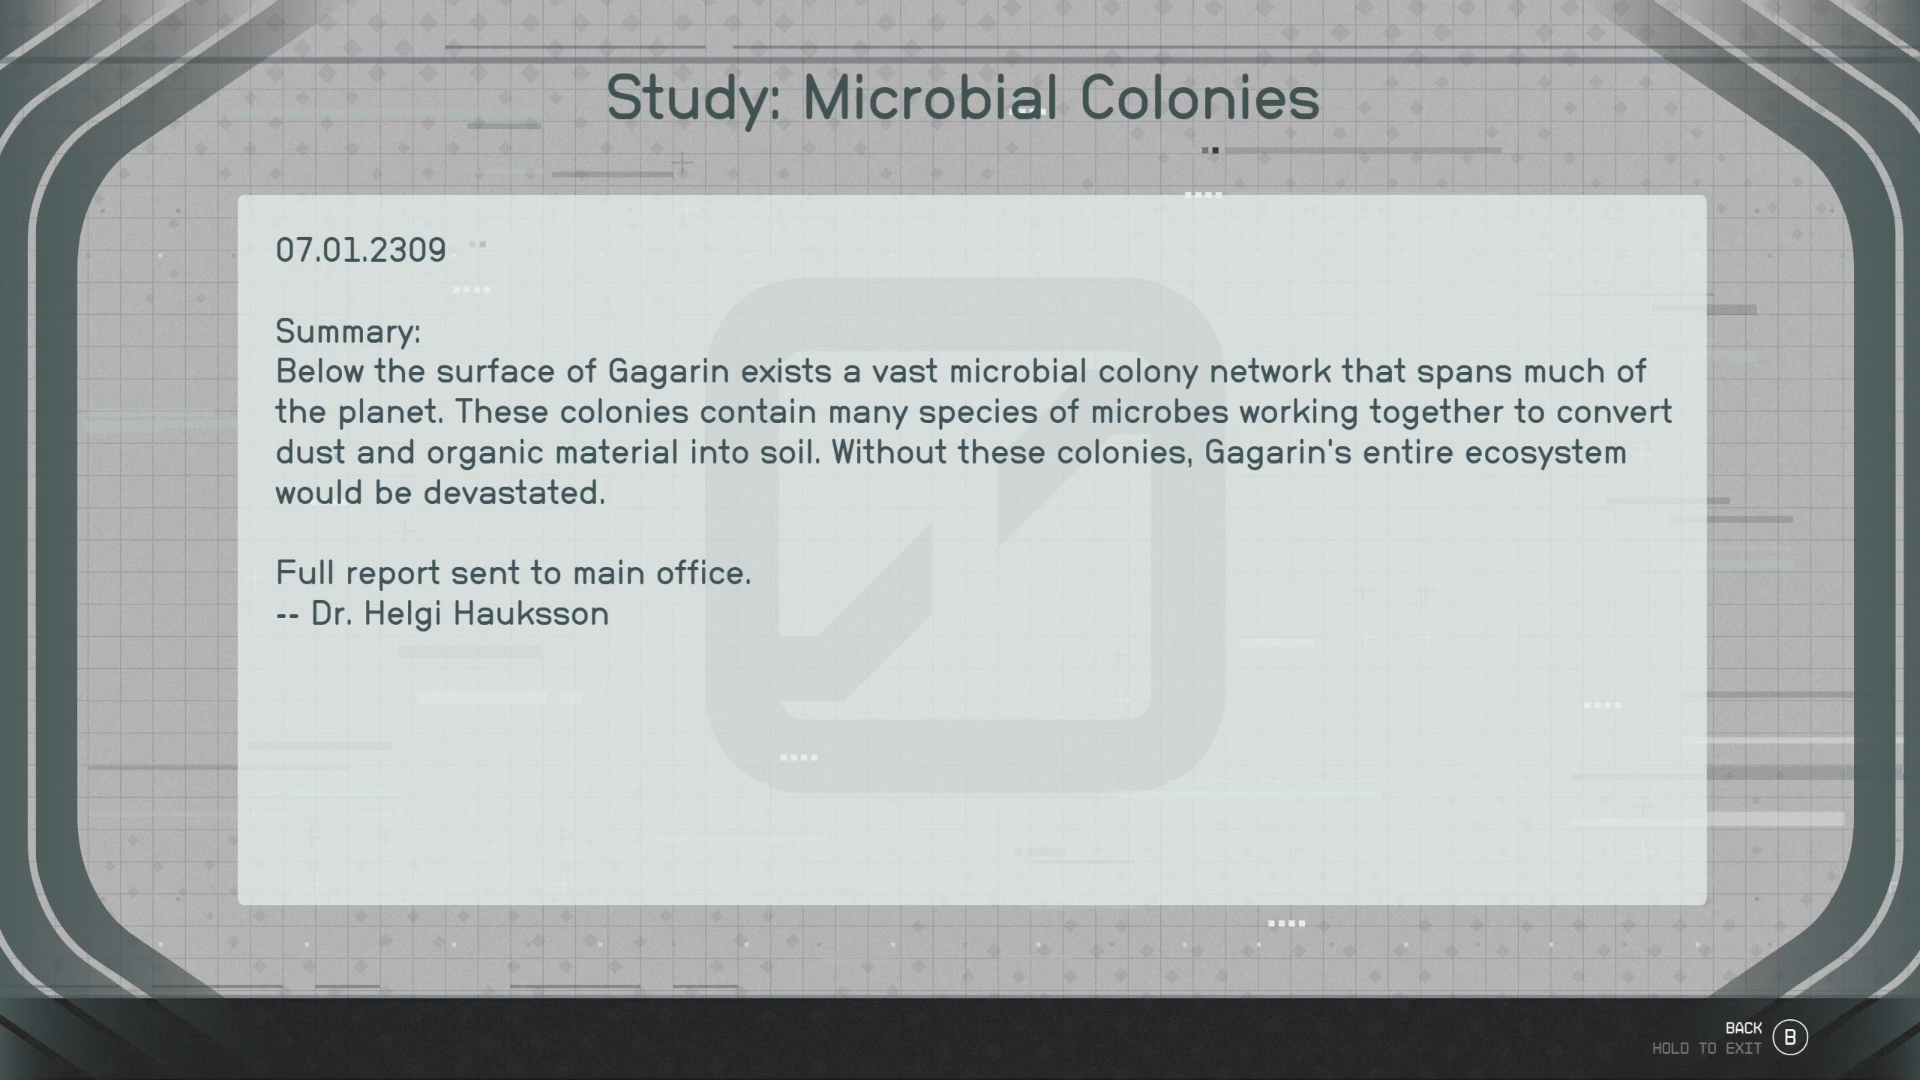 Study: Microbial Colonies
07.01.2309
Summary:
Below the surface of Gagarin exists a vast microbial colony network that spans much of
the planet. These colonies contain many species of microbes working together to convert
dust and organic material into soil. Without these colonies, Gagarin's entire ecosystem
would be devastated.
Full report sent to main office.
-- Dr. Helgi Hauksson
BACK
HOLD TO EXIT
B